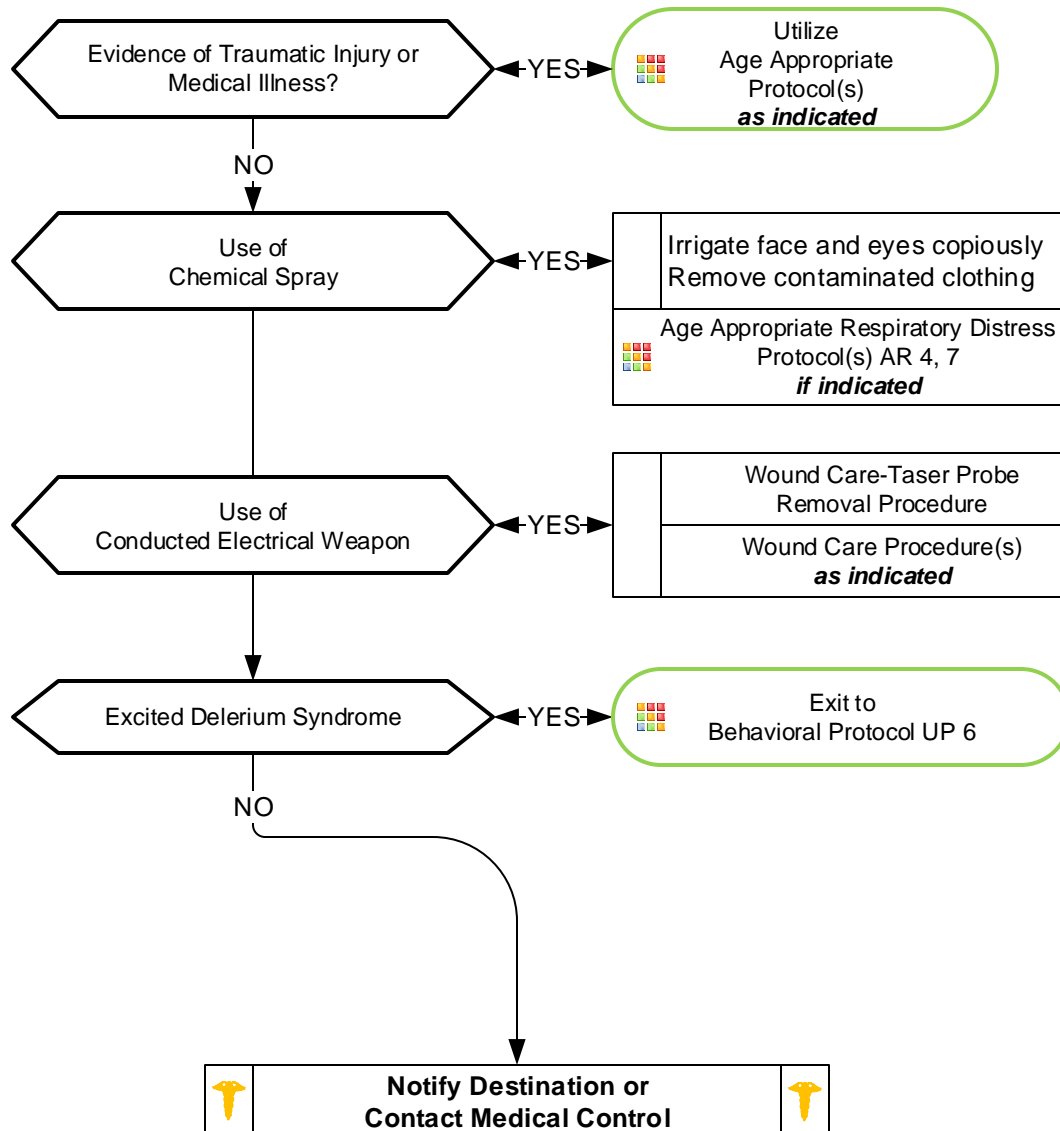 Evidence of Traumatic Injury or
Medical Illness?
YES
Utilize
Age Appropriate
Protocol(s)
as indicated
NO
Use of
Chemical Spray
YES
Irrigate face and eyes copiously
Remove contaminated clothing
Age Appropriate Respiratory Distress
Protocol(s) AR 4, 7
if indicated
Use of
Conducted Electrical Weapon
YES
Wound Care-Taser Probe
Removal Procedure
Wound Care Procedure(s)
as indicated
Excited Delerium Syndrome
YES
Exit to
Behavioral Protocol UP 6
NO
Notify Destination or
Contact Medical Control